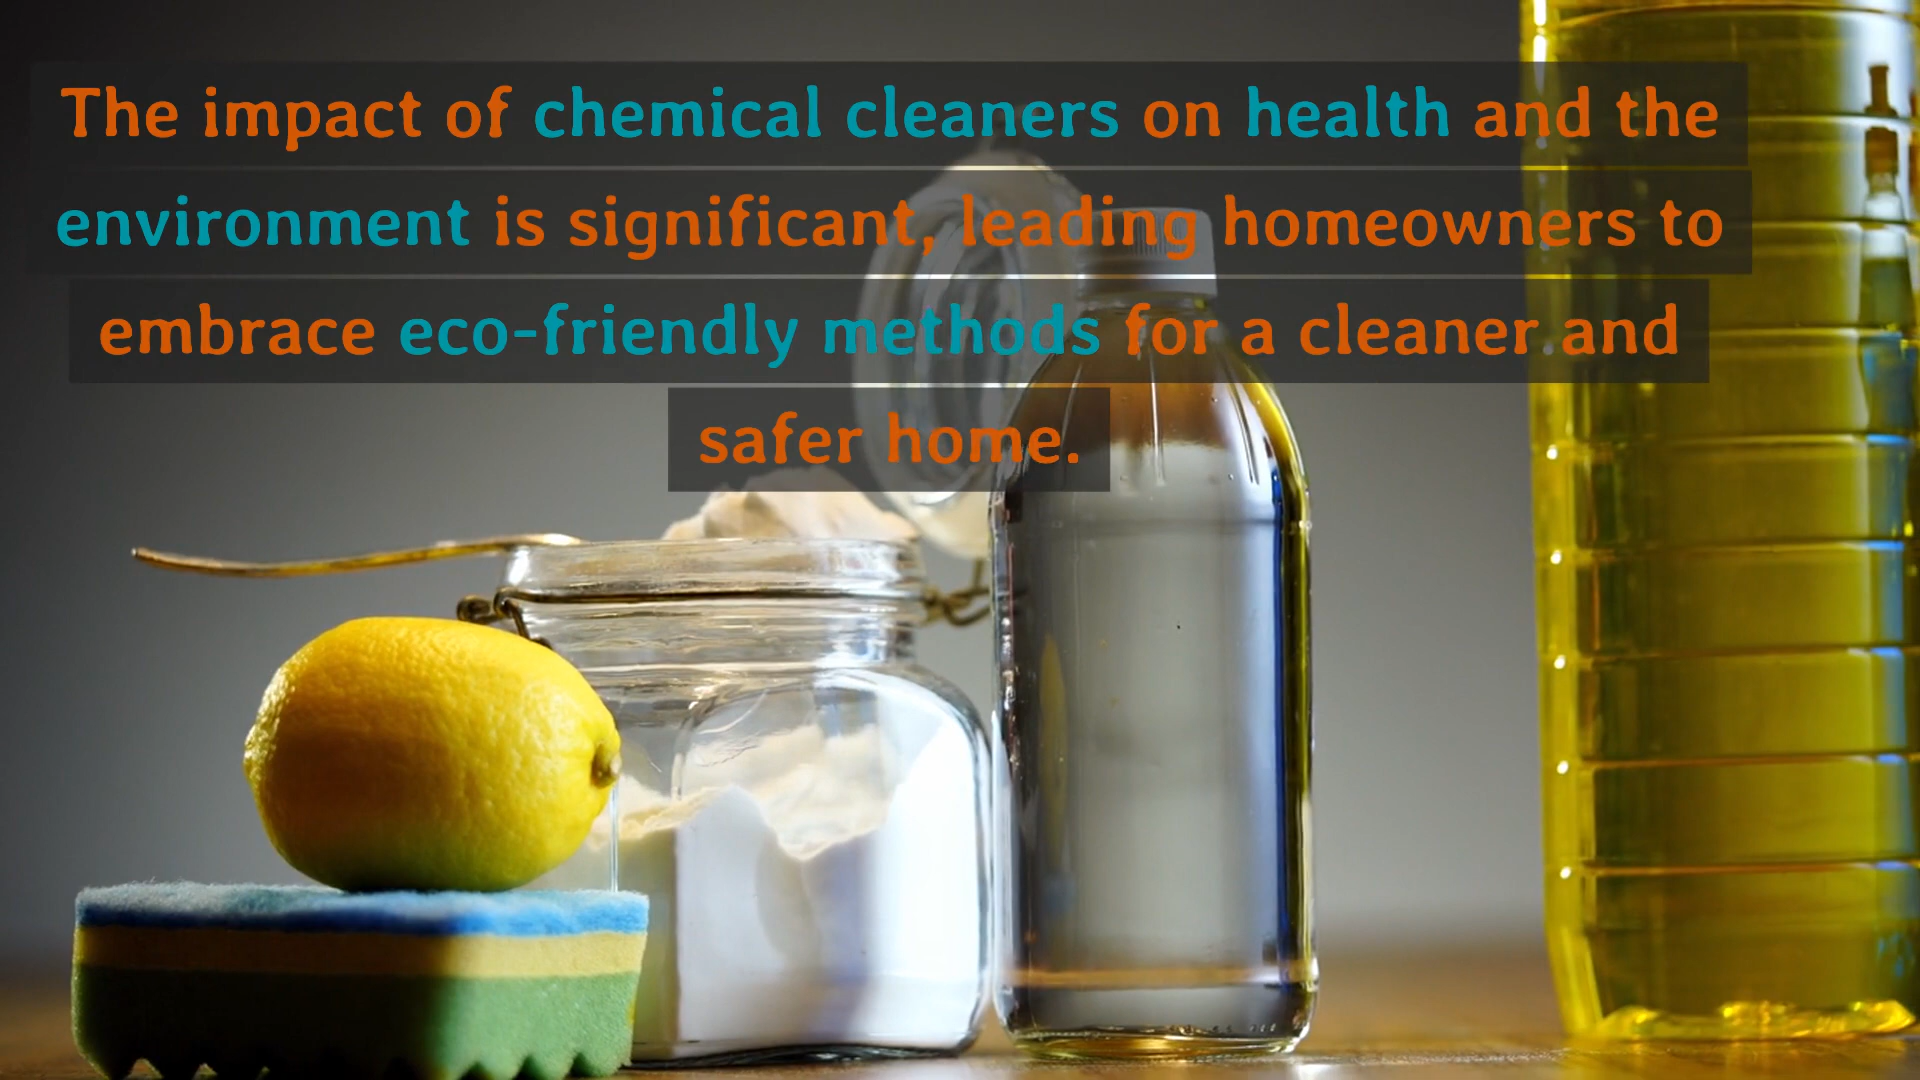 The impact of chemical cleaners on health and the
environment is significant, leading homeowners to
embrace eco-friendly methods for a cleaner and
safer home.